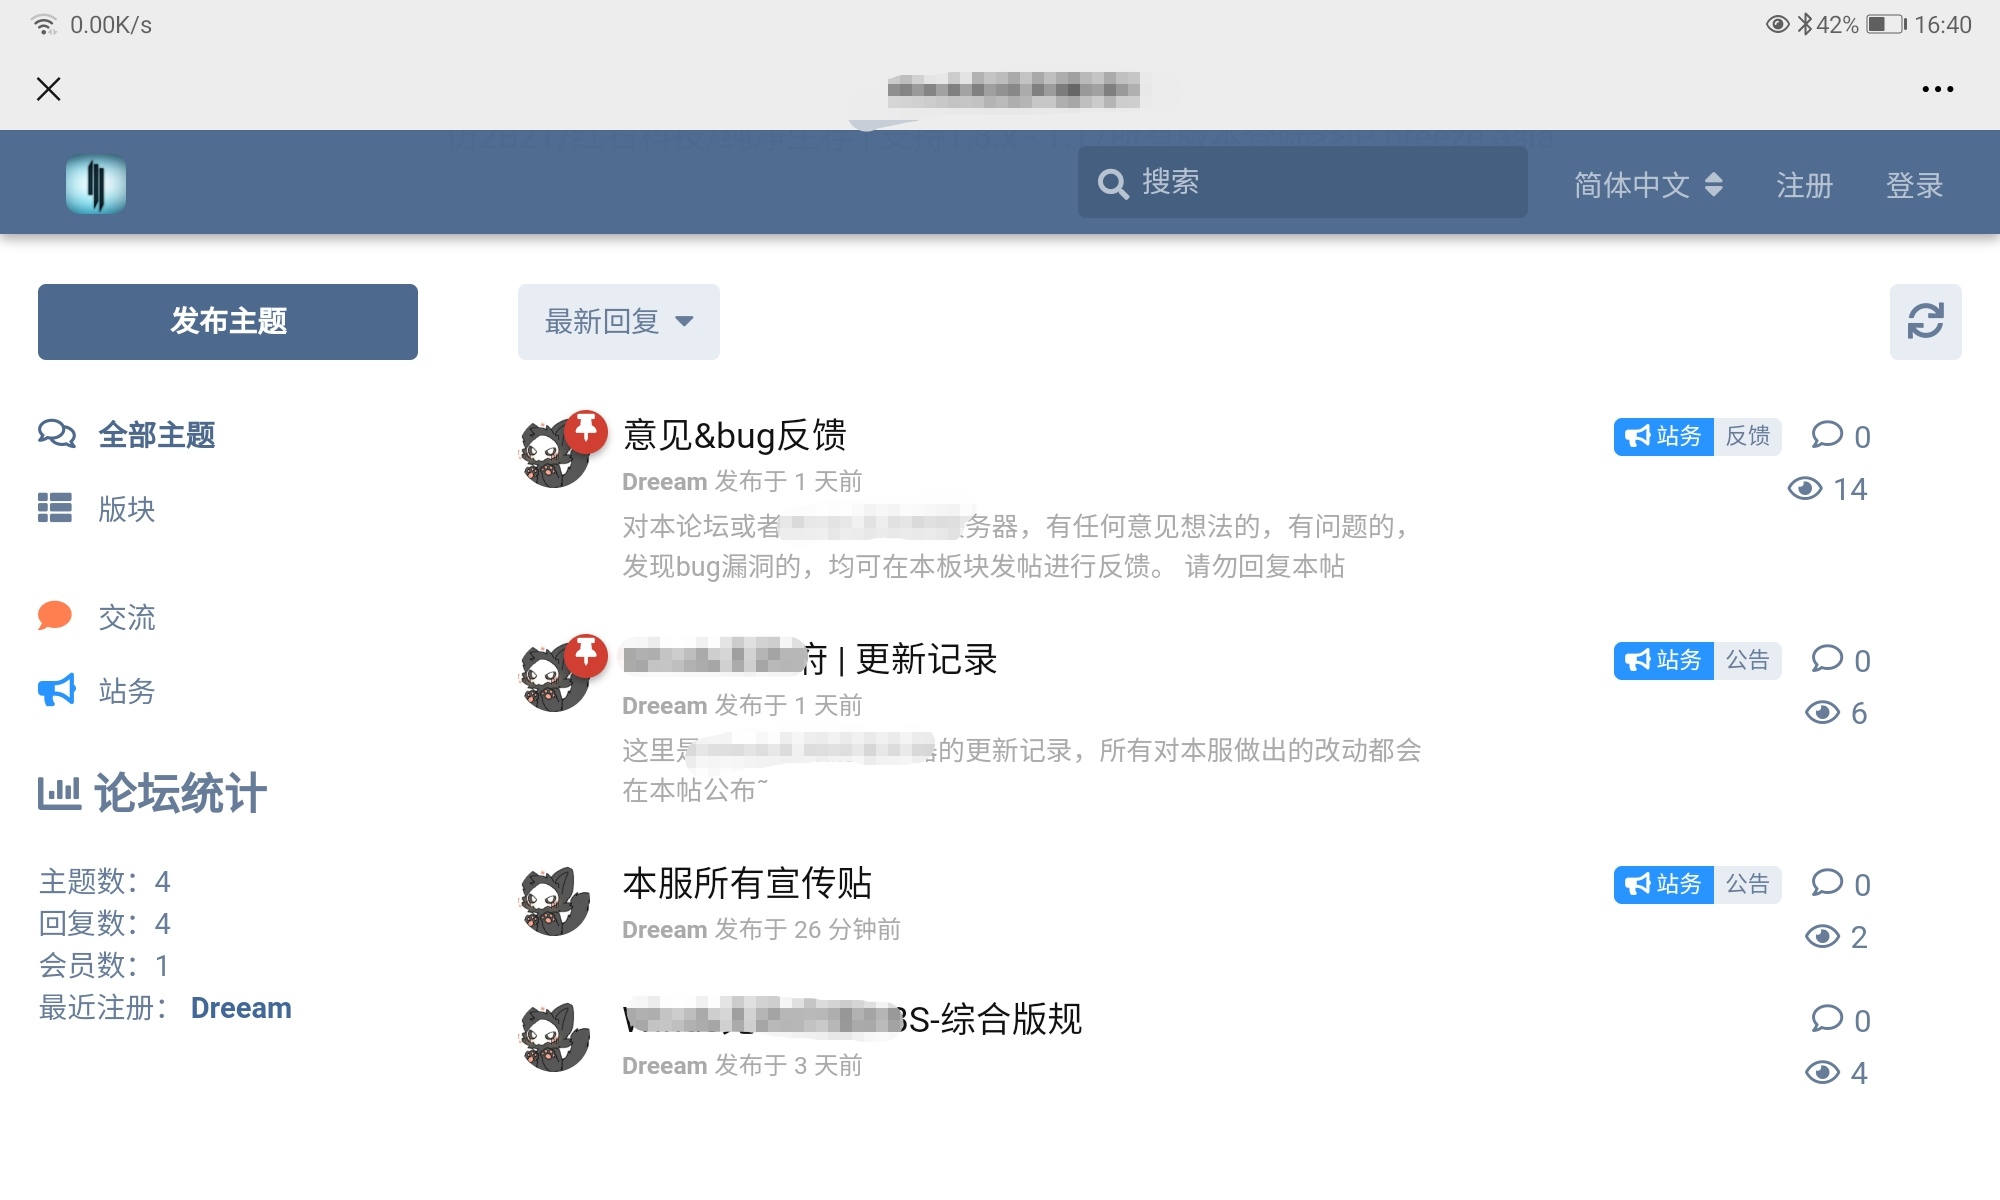 0.00K/s
42%
16:40
搜索
简体中文
注册
登录
发布主题
最新回复
全部主题
版块
交流
站务
论坛统计
主题数：4
回复数：4
会员数：1
最近注册： Dreeam
意见&bug反馈
站务 反馈
0
Dreeam 发布于 1 天前
14
对本论坛或者 务器，有任何意见想法的，有问题的，
发现bug漏洞的，均可在本板块发帖进行反馈。 请勿回复本帖
府 | 更新记录
站务 公告
0
Dreeam 发布于 1 天前
6
这里是 的更新记录，所有对本服做出的改动都会
在本帖公布~
本服所有宣传贴
站务 公告
0
Dreeam 发布于 26 分钟前
2
BS-综合版规
0
Dreeam 发布于 3 天前
4